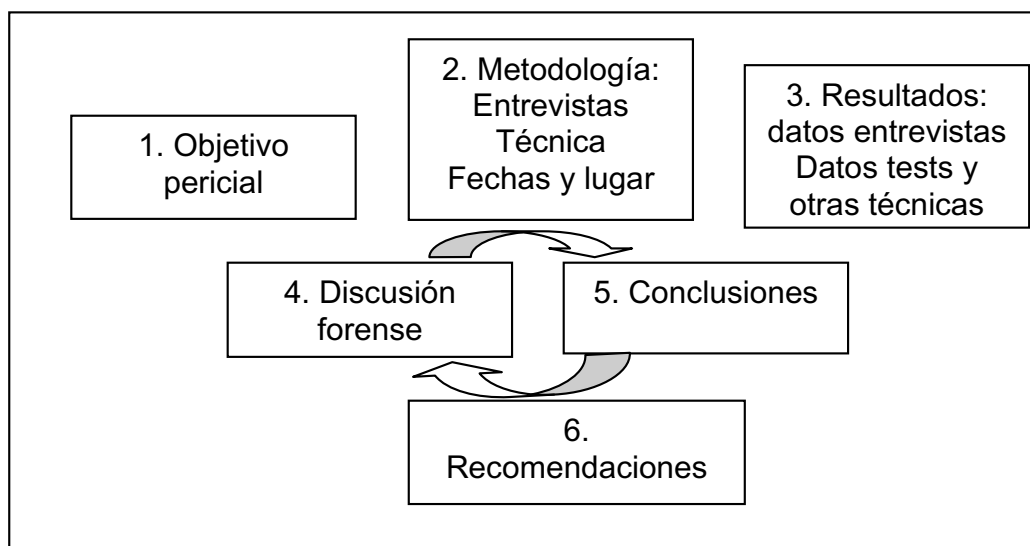 1. Objetivo
pericial
2. Metodología:
Entrevistas
Técnica
Fechas y lugar
3. Resultados:
datos entrevistas
Datos tests y
otras técnicas
4. Discusión
forense
5. Conclusiones
6.
Recomendaciones